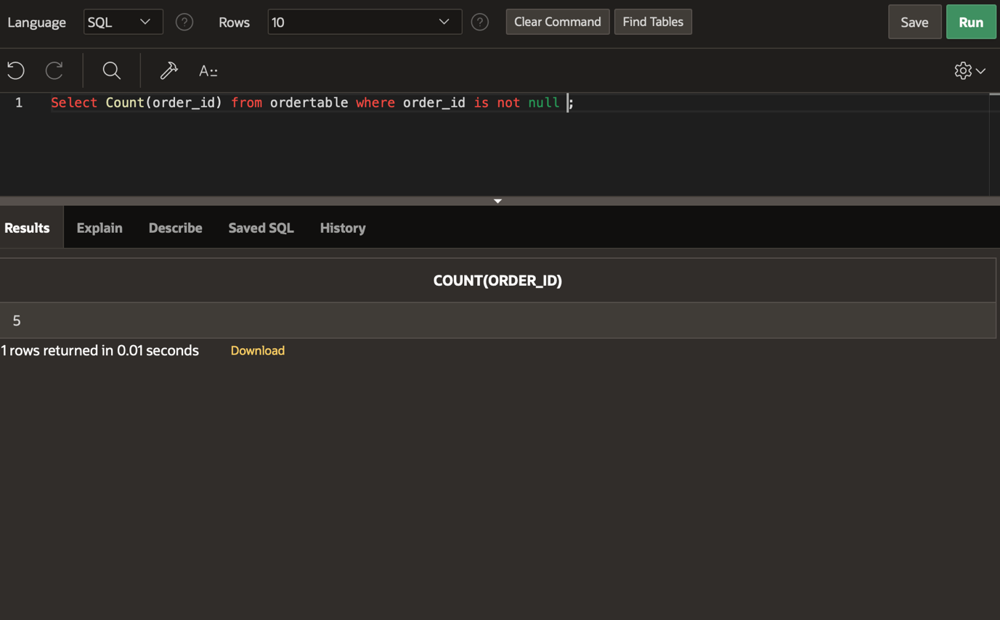 Language SQL ? Rows 10 ? Clear Command Find Tables Save Run
A::
1 Select Count(order_id) from ordertable where order_id is not null ;
Results Explain Describe Saved SQL History
COUNT(ORDER_ID)
5
1 rows returned in 0.01 seconds Download